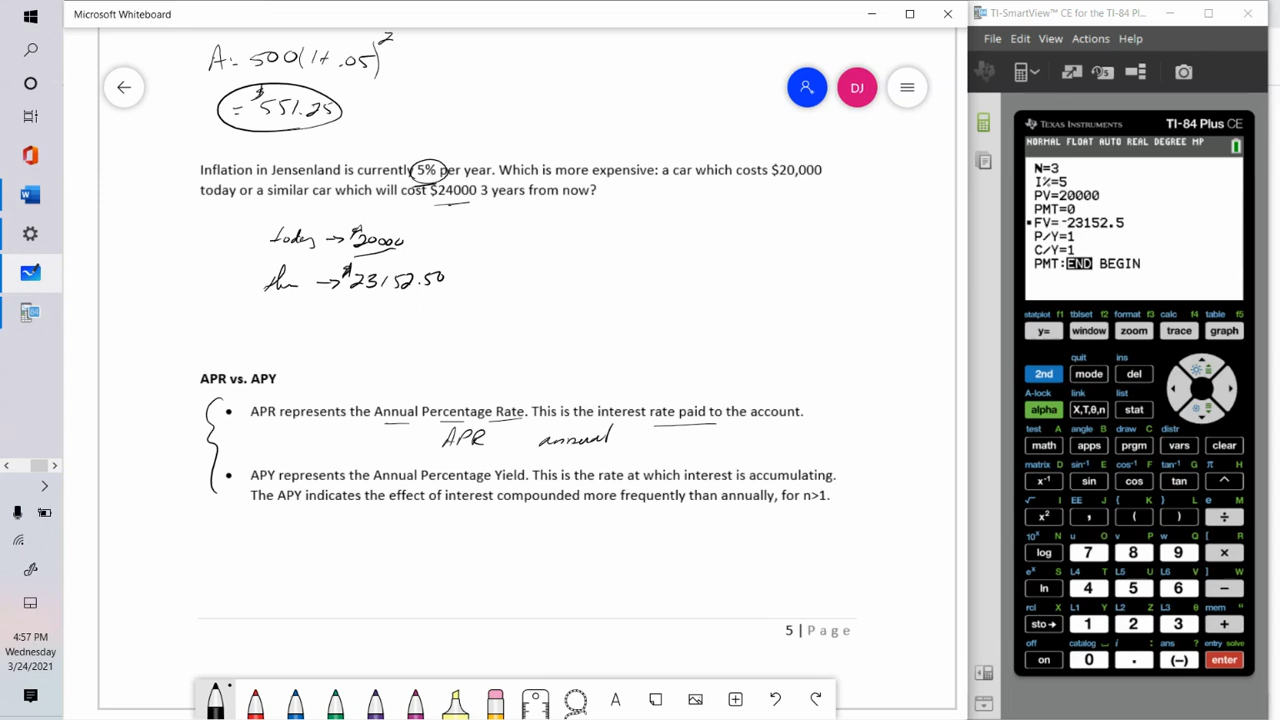 Microsoft Whiteboard
A = 500(1+.05)^2
= $551.25
DJ
Inflation in Jensenland is currently 5% per year. Which is more expensive: a car which costs $20,000
today or a similar car which will cost $24000 3 years from now?
today → $20000
→ $23152.50
APR vs. APY
• APR represents the Annual Percentage Rate. This is the interest rate paid to the account.
APR annual
• APY represents the Annual Percentage Yield. This is the rate at which interest is accumulating.
The APY indicates the effect of interest compounded more frequently than annually, for n>1.
5 | Page
4:57 PM
Wednesday
3/24/2021
TI-SmartView™ CE for the TI-84 Pl...
File Edit View Actions Help
TEXAS INSTRUMENTS TI-84 Plus CE
NORMAL FLOAT AUTO REAL DEGREE MP
N=3
I%=5
PV=20000
PMT=0
FV=-23152.5
P/Y=1
C/Y=1
PMT:END BEGIN
statplot f1 tblset f2 format f3 calc f4 table f5
y= window zoom trace graph
quit ins
2nd mode del
A-lock link list
alpha X,T,θ,n stat
test A angle B draw C distr
math apps prgm vars clear
matrix D sin⁻¹ E cos⁻¹ F tan⁻¹ G π H
x⁻¹ sin cos tan ^
√ I EE J { K } L e M
x² , ( ) ÷
10ˣ N u O v P w Q [ R
log 7 8 9 ×
eˣ S L4 T L5 U L6 V ] W
ln 4 5 6 −
rcl X L1 Y L2 Z L3 θ mem "
sto→ 1 2 3 +
off catalog i : ans ? entry solve
on 0 . (−) enter